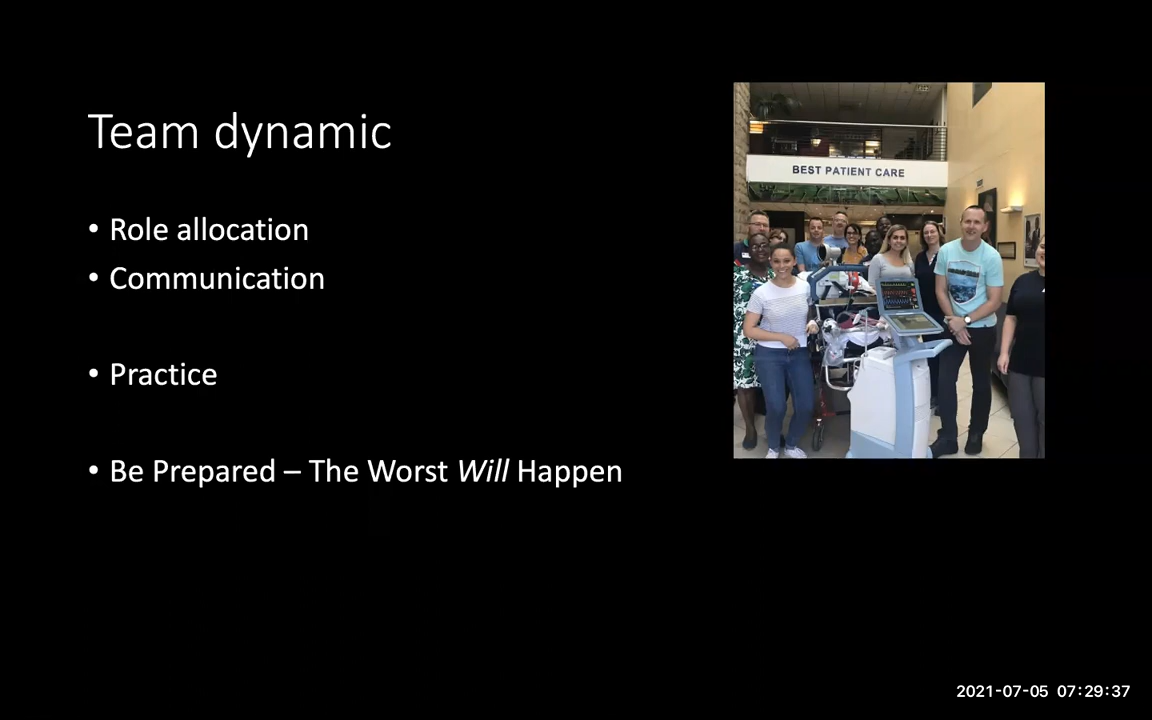 Team dynamic
• Role allocation
• Communication
• Practice
• Be Prepared – The Worst Will Happen
BEST PATIENT CARE
2021-07-05 07:29:37